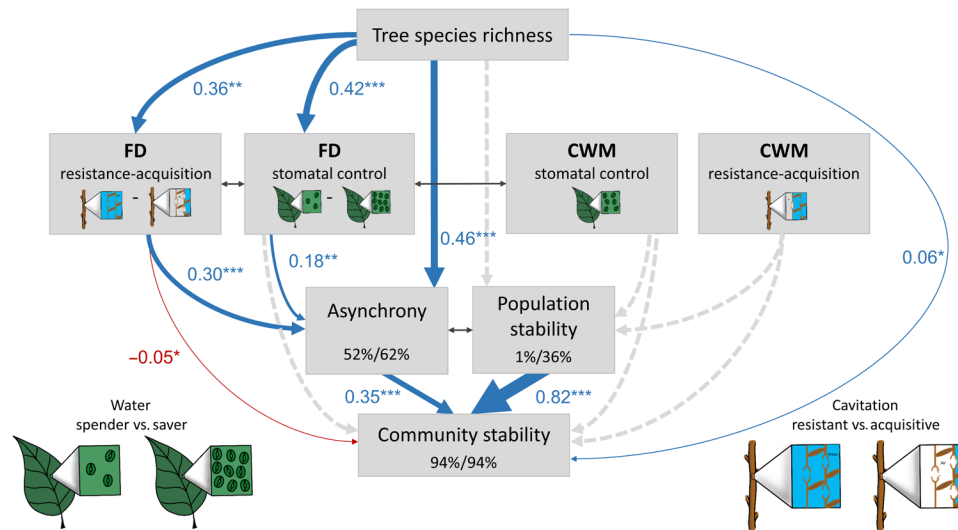 Tree species richness
0.36**
0.42***
FD
resistance-acquisition
-
FD
stomatal control
-
CWM
stomatal control
CWM
resistance-acquisition
0.30***
0.18**
0.46***
0.06*
Asynchrony
52%/62%
Population
stability
1%/36%
−0.05*
0.35***
0.82***
Community stability
94%/94%
Water
spender vs. saver
Cavitation
resistant vs. acquisitive